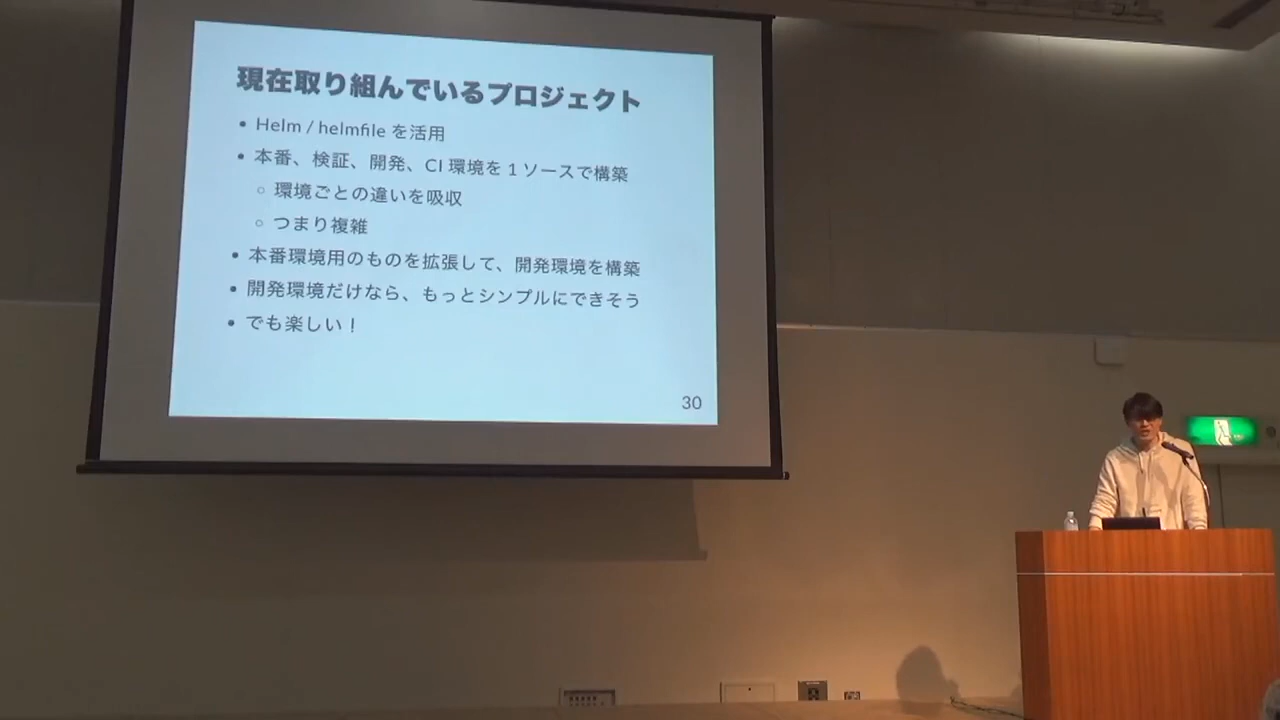 現在取り組んでいるプロジェクト
• Helm / helmfile を活用
• 本番、検証、開発、CI 環境を 1 ソースで構築
◦ 環境ごとの違いを吸収
◦ つまり複雑
• 本番環境用のものを拡張して、開発環境を構築
• 開発環境だけなら、もっとシンプルにできそう
• でも楽しい！
30